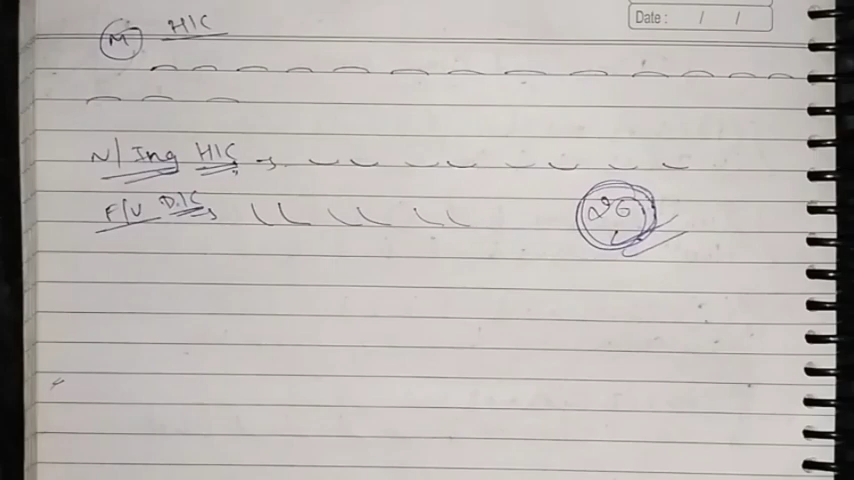 Date : / /
M H/C
N/ Ing H/C →
F/U D.I.C →
26